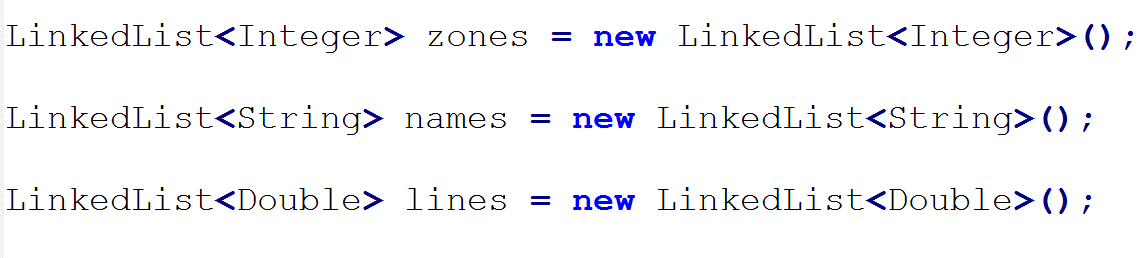 LinkedList<Integer> zones = new LinkedList<Integer>();
LinkedList<String> names = new LinkedList<String>();
LinkedList<Double> lines = new LinkedList<Double>();